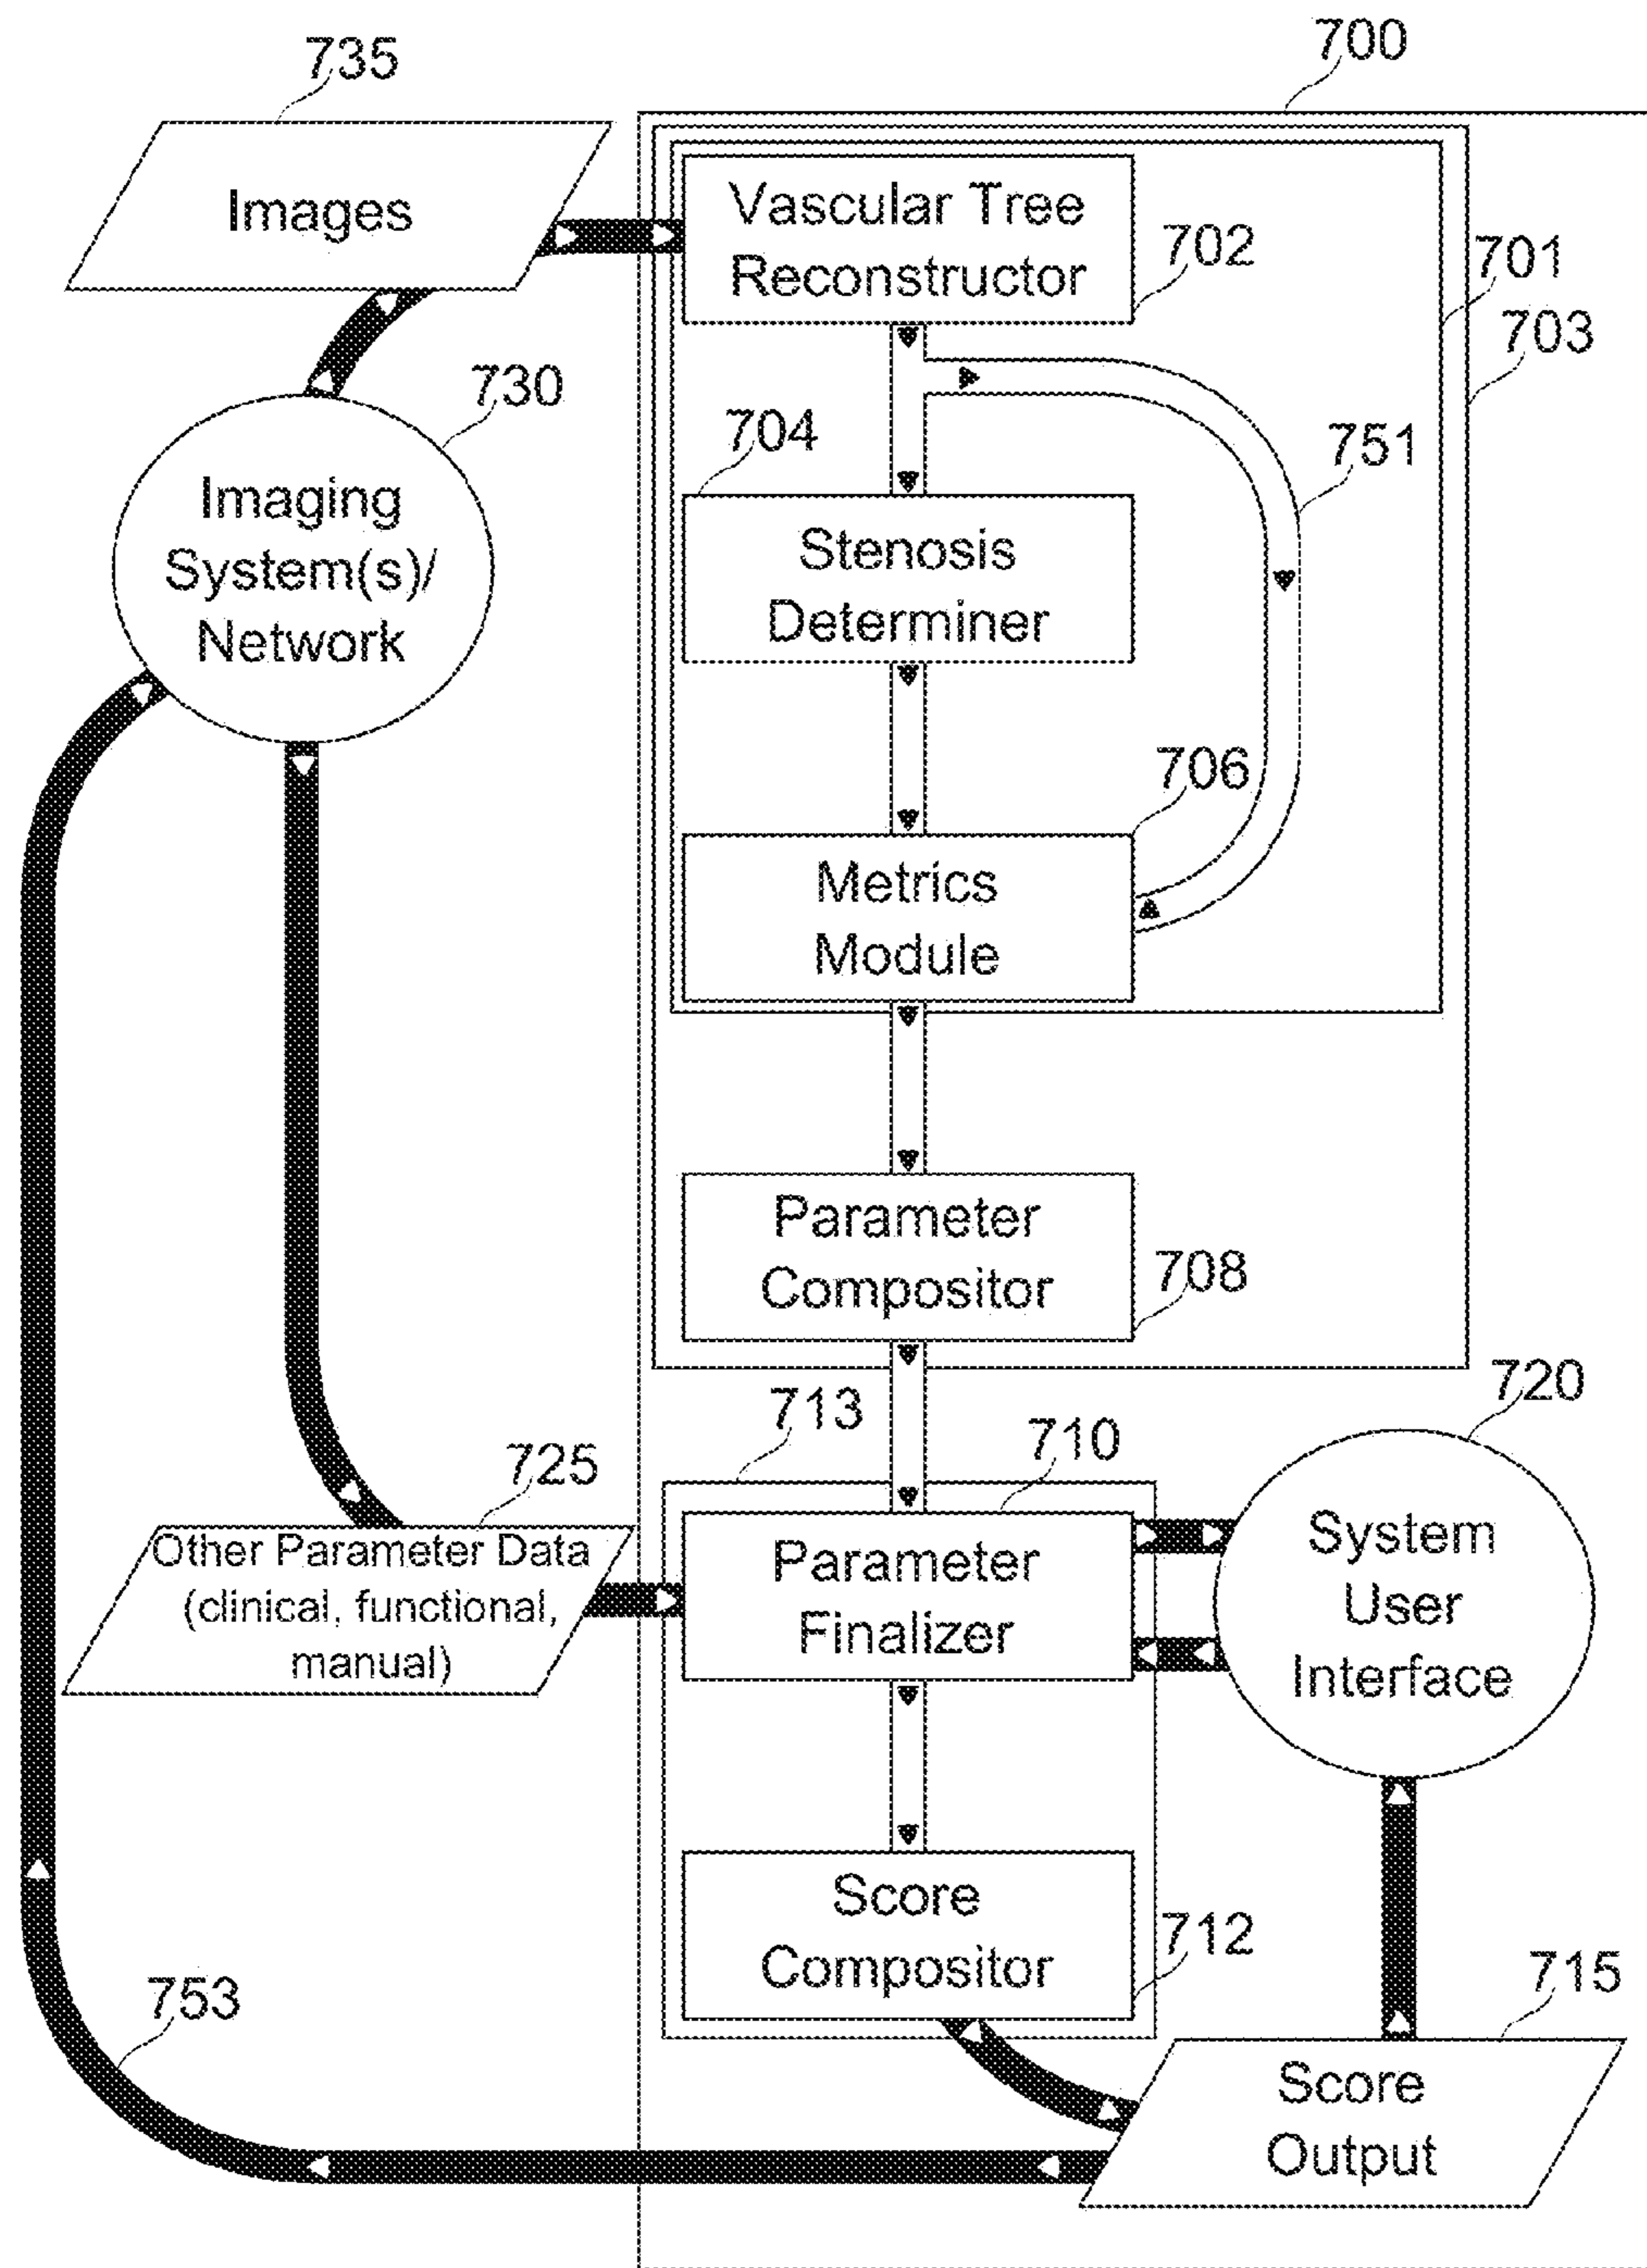 700
735
Images
Vascular Tree
Reconstructor
702
701
703
730
704
751
Imaging
System(s)/
Network
Stenosis
Determiner
706
Metrics
Module
Parameter
Compositor
708
713
710
720
725
Other Parameter Data
(clinical, functional,
manual)
Parameter
Finalizer
System
User
Interface
Score
Compositor
712
715
753
Score
Output